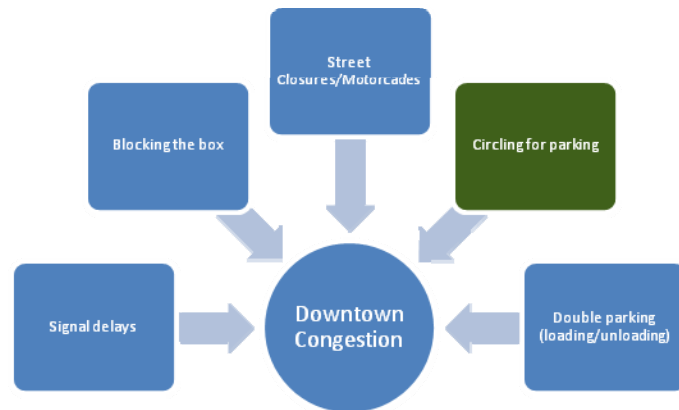 Street
Closures/Motorcades
Blocking the box
Circling for parking
Signal delays
Downtown
Congestion
Double parking
(loading/unloading)